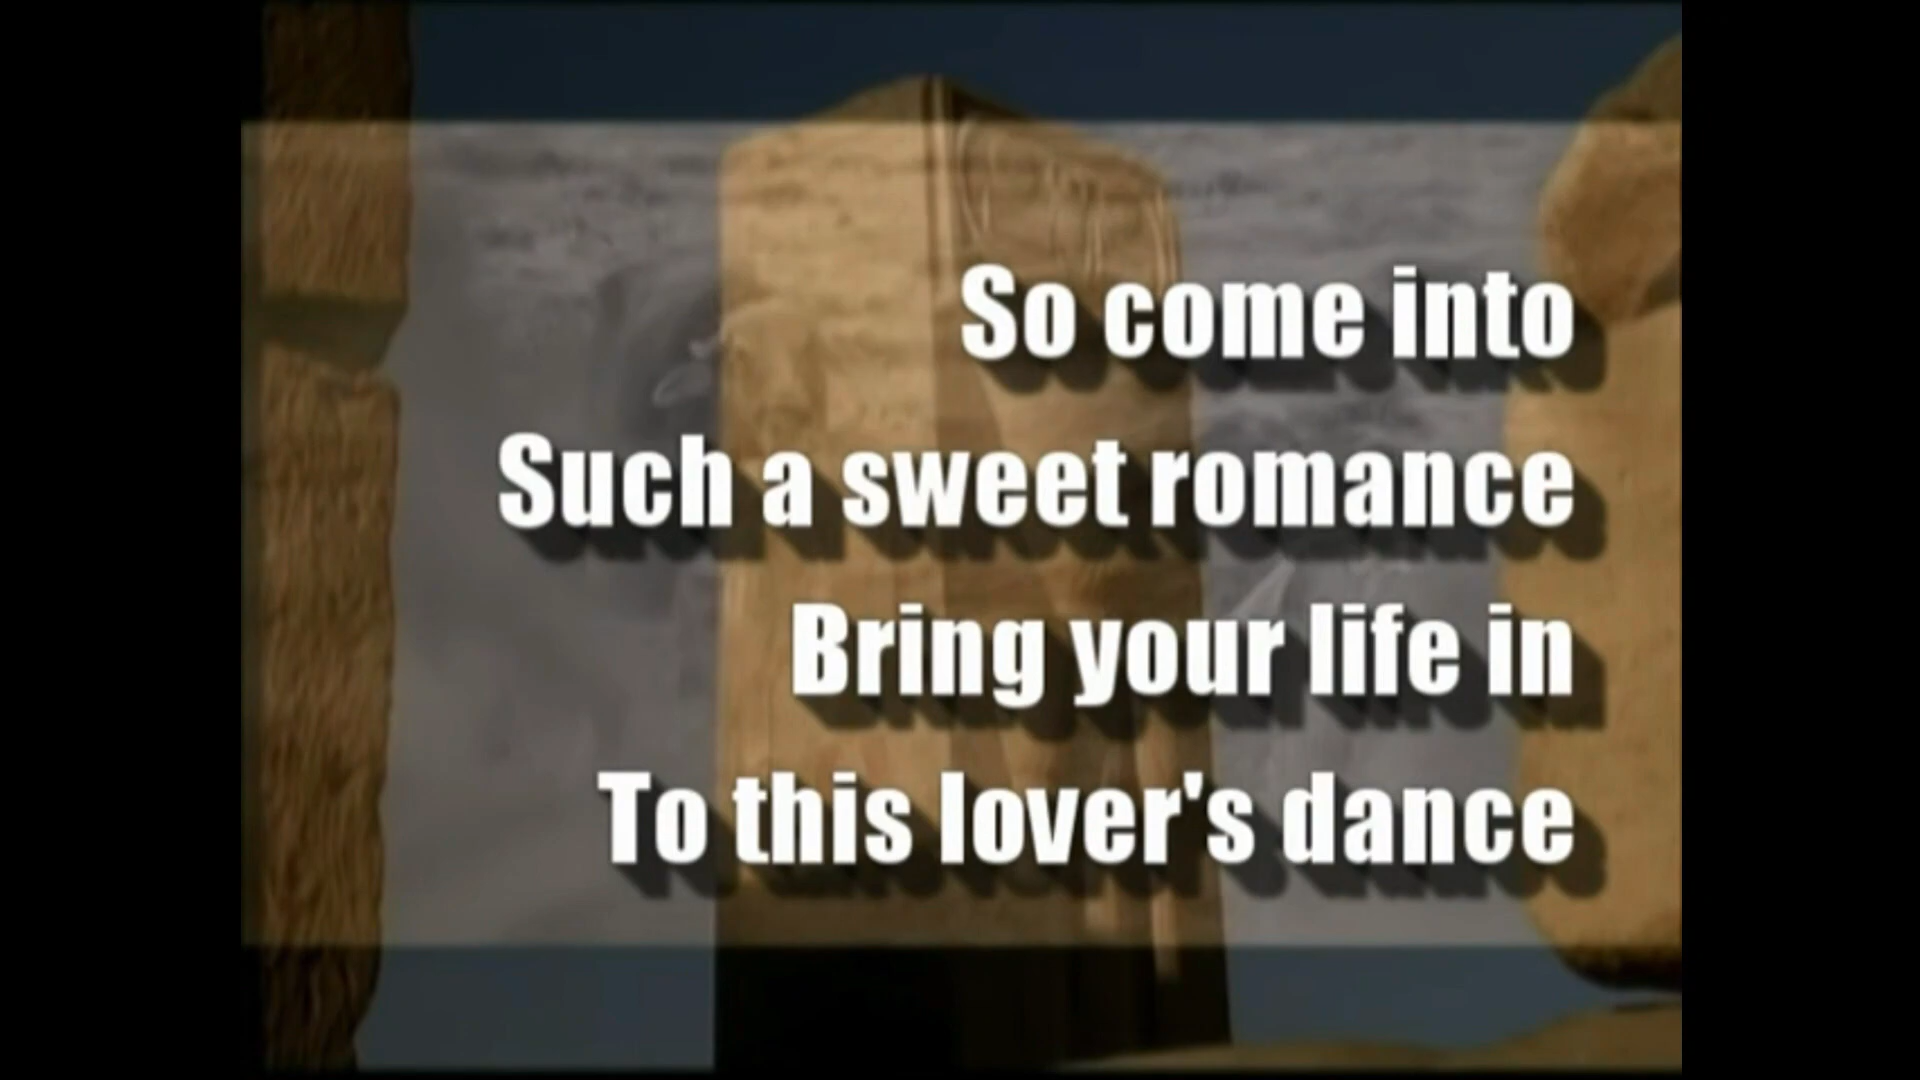 So come into
Such a sweet romance
Bring your life in
To this lover's dance